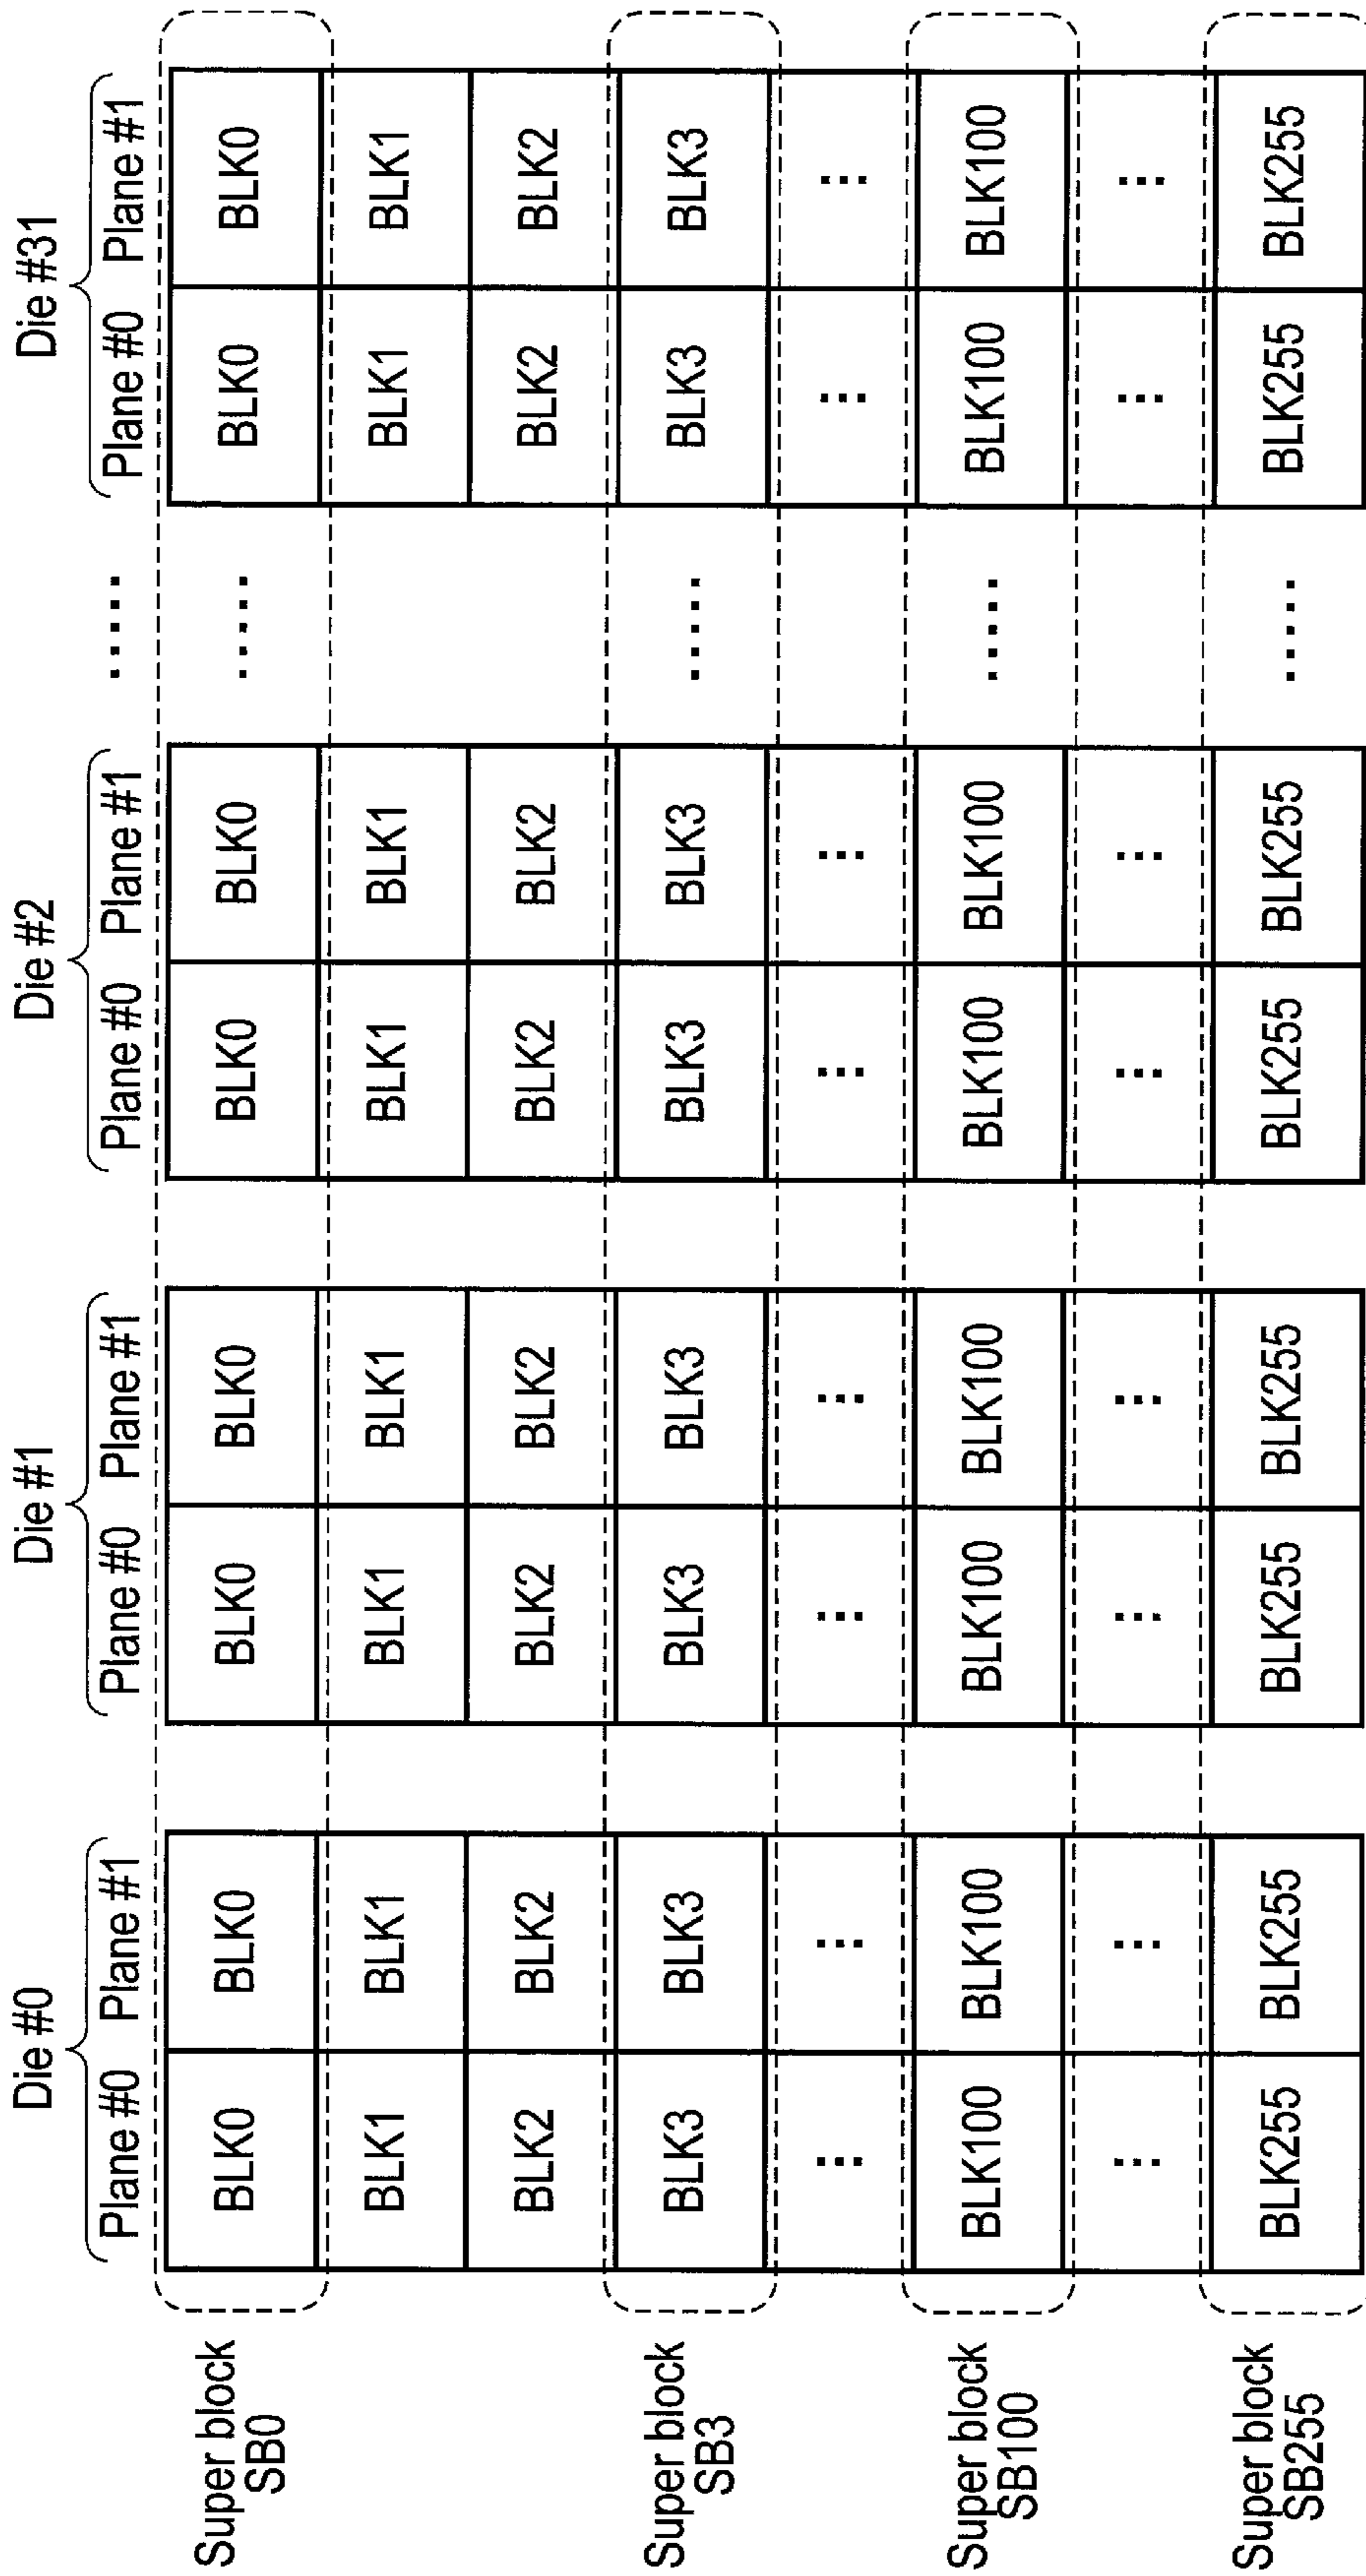 Die #0 Die #1 Die #2 Die #31
Plane #0 Plane #1 Plane #0 Plane #1 Plane #0 Plane #1 ..... Plane #0 Plane #1
Super block
SB0
BLK0 BLK0 BLK0 BLK0 BLK0 BLK0 ..... BLK0 BLK0
BLK1 BLK1 BLK1 BLK1 BLK1 BLK1 BLK1 BLK1
BLK2 BLK2 BLK2 BLK2 BLK2 BLK2 BLK2 BLK2
Super block
SB3
BLK3 BLK3 BLK3 BLK3 BLK3 BLK3 ..... BLK3 BLK3
... ... ... ... ... ... ... ...
Super block
SB100
BLK100 BLK100 BLK100 BLK100 BLK100 BLK100 ..... BLK100 BLK100
... ... ... ... ... ... ... ...
Super block
SB255
BLK255 BLK255 BLK255 BLK255 BLK255 BLK255 ..... BLK255 BLK255